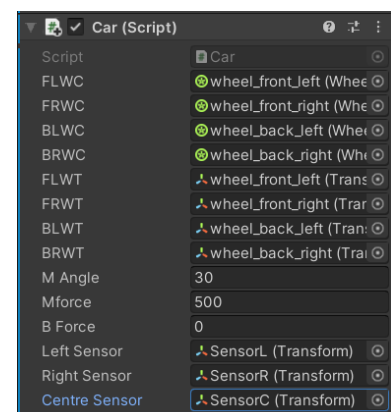 Car (Script)
Script Car
FLWC wheel_front_left (Whee
FRWC wheel_front_right (Whe
BLWC wheel_back_left (Whee
BRWC wheel_back_right (Whe
FLWT wheel_front_left (Trans
FRWT wheel_front_right (Trar
BLWT wheel_back_left (Tran
BRWT wheel_back_right (Trai
M Angle 30
Mforce 500
B Force 0
Left Sensor SensorL (Transform)
Right Sensor SensorR (Transform)
Centre Sensor SensorC (Transform)